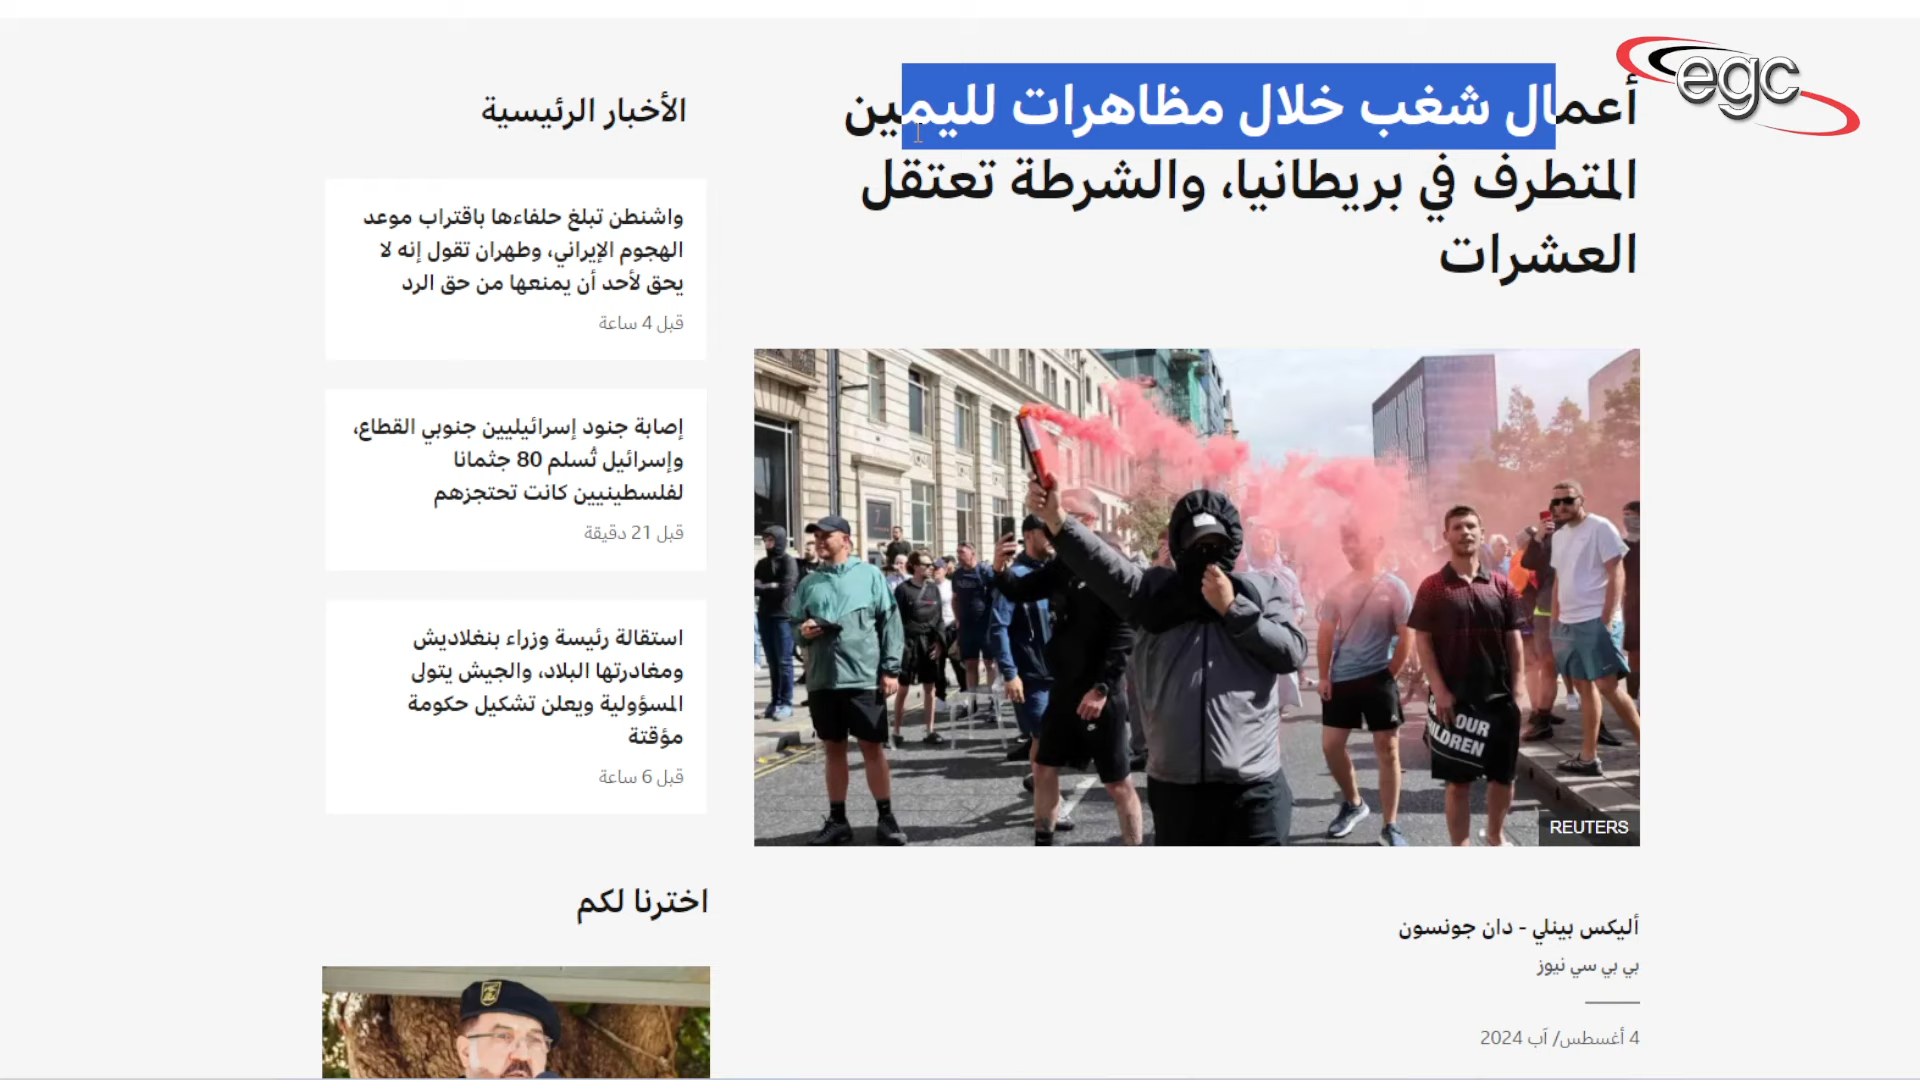 egc
أعمال شغب خلال مظاهرات لليمين
المتطرف في بريطانيا، والشرطة تعتقل
العشرات
OUR
REUTERS
أليكس بينلي - دان جونسون
بي بي سي نيوز
4 أغسطس/ آب 2024
الأخبار الرئيسية
واشنطن تبلغ حلفاءها باقتراب موعد
الهجوم الإيراني، وطهران تقول إنه لا
يحق لأحد أن يمنعها من حق الرد
قبل 4 ساعة
إصابة جنود إسرائيليين جنوبي القطاع،
وإسرائيل تُسلم 80 جثمانا
لفلسطينيين كانت تحتجزهم
قبل 21 دقيقة
استقالة رئيسة وزراء بنغلاديش
ومغادرتها البلاد، والجيش يتولى
المسؤولية ويعلن تشكيل حكومة
مؤقتة
قبل 6 ساعة
اخترنا لكم